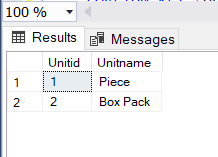 100 %
Results Messages
Unitid Unitname
1 1 Piece
2 2 Box Pack